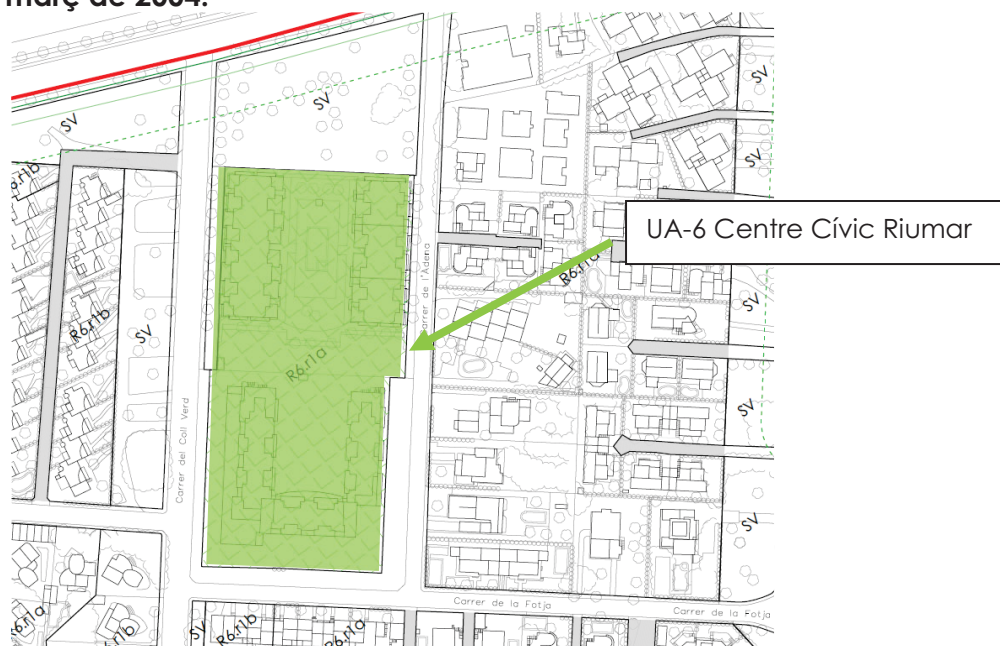 març de 2004.
SV
SV
SV
SV
R6.r1b
UA-6 Centre Cívic Riumar
Carrer de l'Adena
R6.r1a
SV
R6.r1b
SV
R6.r1a
SV
Carrer del Coll Verd
SV
Carrer de la Fotja
Carrer de la Fotja
R6.r1a
R6.r1b
SV
R6.r1b
R6.r1a